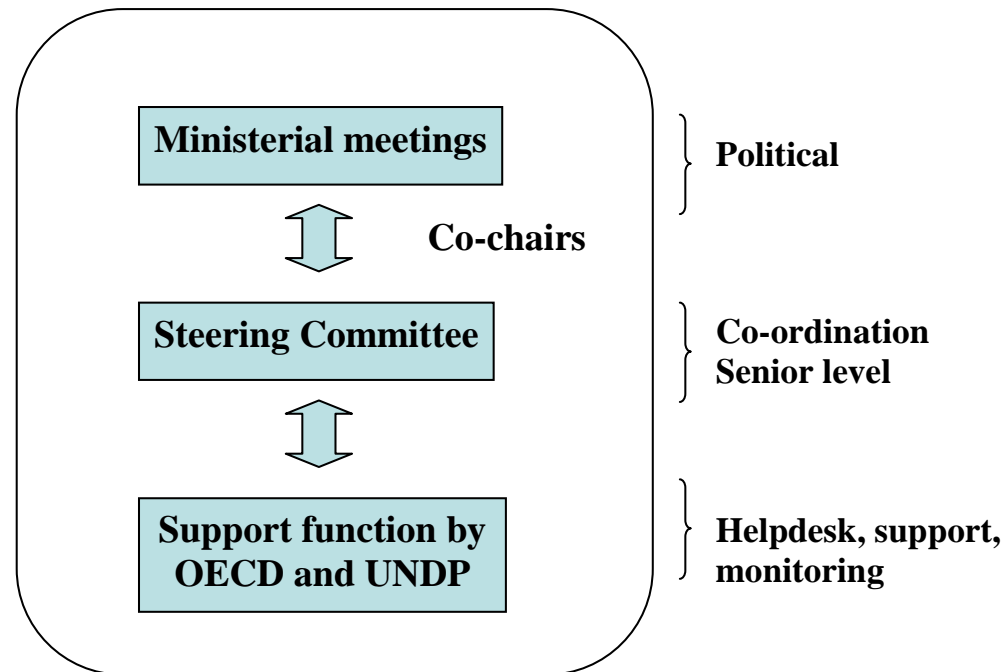 Ministerial meetings
Political
Co-chairs
Steering Committee
Co-ordination
Senior level
Support function by
OECD and UNDP
Helpdesk, support,
monitoring